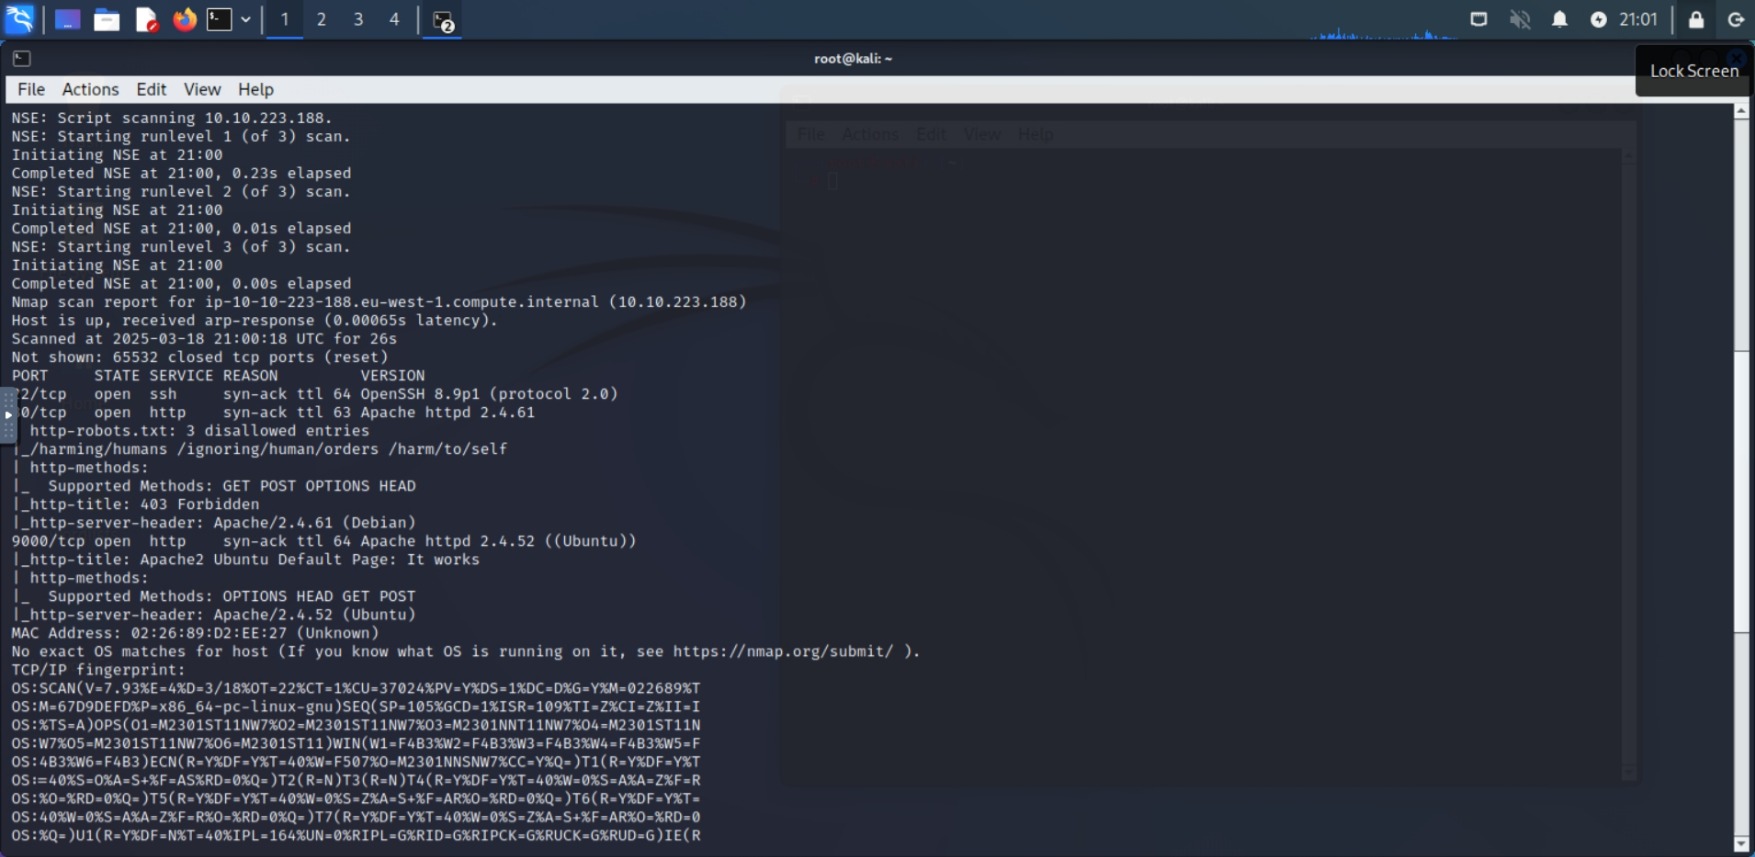 1 2 3 4 2 21:01
root@kali: ~
Lock Screen
File Actions Edit View Help
File Actions Edit View Help
NSE: Script scanning 10.10.223.188.
NSE: Starting runlevel 1 (of 3) scan.
Initiating NSE at 21:00
Completed NSE at 21:00, 0.23s elapsed
NSE: Starting runlevel 2 (of 3) scan.
Initiating NSE at 21:00
Completed NSE at 21:00, 0.01s elapsed
NSE: Starting runlevel 3 (of 3) scan.
Initiating NSE at 21:00
Completed NSE at 21:00, 0.00s elapsed
Nmap scan report for ip-10-10-223-188.eu-west-1.compute.internal (10.10.223.188)
Host is up, received arp-response (0.00065s latency).
Scanned at 2025-03-18 21:00:18 UTC for 26s
Not shown: 65532 closed tcp ports (reset)
PORT STATE SERVICE REASON VERSION
22/tcp open ssh syn-ack ttl 64 OpenSSH 8.9p1 (protocol 2.0)
80/tcp open http syn-ack ttl 63 Apache httpd 2.4.61
http-robots.txt: 3 disallowed entries
|_/harming/humans /ignoring/human/orders /harm/to/self
| http-methods:
|_ Supported Methods: GET POST OPTIONS HEAD
|_http-title: 403 Forbidden
|_http-server-header: Apache/2.4.61 (Debian)
9000/tcp open http syn-ack ttl 64 Apache httpd 2.4.52 ((Ubuntu))
|_http-title: Apache2 Ubuntu Default Page: It works
| http-methods:
|_ Supported Methods: OPTIONS HEAD GET POST
|_http-server-header: Apache/2.4.52 (Ubuntu)
MAC Address: 02:26:89:D2:EE:27 (Unknown)
No exact OS matches for host (If you know what OS is running on it, see https://nmap.org/submit/ ).
TCP/IP fingerprint:
OS:SCAN(V=7.93%E=4%D=3/18%OT=22%CT=1%CU=37024%PV=Y%DS=1%DC=D%G=Y%M=022689%T
OS:M=67D9DEFD%P=x86_64-pc-linux-gnu)SEQ(SP=105%GCD=1%ISR=109%TI=Z%CI=Z%II=I
OS:%TS=A)OPS(O1=M2301ST11NW7%O2=M2301ST11NW7%O3=M2301NNT11NW7%O4=M2301ST11N
OS:W7%O5=M2301ST11NW7%O6=M2301ST11)WIN(W1=F4B3%W2=F4B3%W3=F4B3%W4=F4B3%W5=F
OS:4B3%W6=F4B3)ECN(R=Y%DF=Y%T=40%W=F507%O=M2301NNSNW7%CC=Y%Q=)T1(R=Y%DF=Y%T
OS:=40%S=O%A=S+%F=AS%RD=0%Q=)T2(R=N)T3(R=N)T4(R=Y%DF=Y%T=40%W=0%S=A%A=Z%F=R
OS:%O=%RD=0%Q=)T5(R=Y%DF=Y%T=40%W=0%S=Z%A=S+%F=AR%O=%RD=0%Q=)T6(R=Y%DF=Y%T=
OS:40%W=0%S=A%A=Z%F=R%O=%RD=0%Q=)T7(R=Y%DF=Y%T=40%W=0%S=Z%A=S+%F=AR%O=%RD=0
OS:%Q=)U1(R=Y%DF=N%T=40%IPL=164%UN=0%RIPL=G%RID=G%RIPCK=G%RUCK=G%RUD=G)IE(R